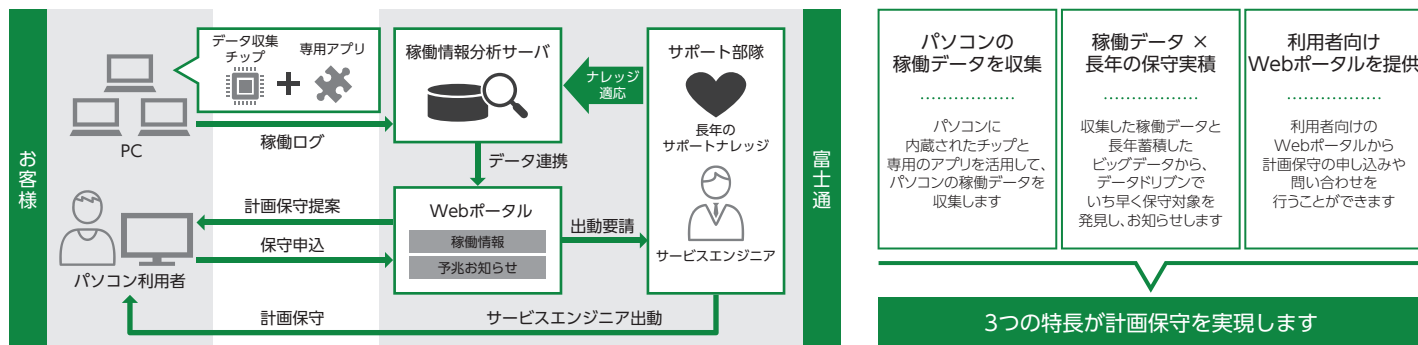 お客様
データ収集
チップ
専用アプリ
PC
稼働ログ
稼働情報分析サーバ
ナレッジ
適応
サポート部隊
長年の
サポートナレッジ
データ連携
計画保守提案
保守申込
パソコン利用者
Webポータル
稼働情報
予兆お知らせ
出動要請
サービスエンジニア
計画保守
サービスエンジニア出動
富士通
パソコンの
稼働データを収集
パソコンに
内蔵されたチップと
専用のアプリを活用して、
パソコンの稼働データを
収集します
稼働データ ×
長年の保守実積
収集した稼働データと
長年蓄積した
ビッグデータから、
データドリブンで
いち早く保守対象を
発見し、お知らせします
利用者向け
Webポータルを提供
利用者向けの
Webポータルから
計画保守の申し込みや
問い合わせを
行うことができます
3つの特長が計画保守を実現します